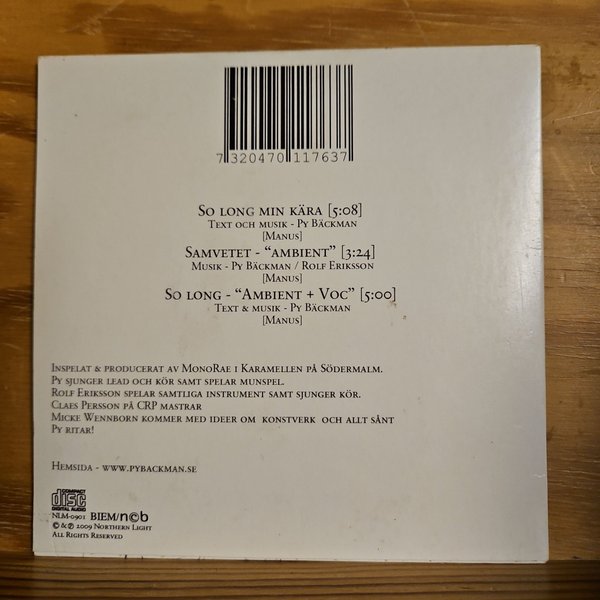 7 320470 117637
So long min kära [5:08]
Text och musik - Py Bäckman
[Manus]
Samvetet - "ambient" [3:24]
Musik - Py Bäckman / Rolf Eriksson
[Manus]
So long - "Ambient + Voc" [5:00]
Text & musik - Py Bäckman
[Manus]
Inspelat & producerat av MonoRae i Karamellen på Södermalm.
Py sjunger lead och kör samt spelar munspel.
Rolf Eriksson spelar samtliga instrument samt sjunger kör.
Claes Persson på CRP mastrar
Micke Wennborn kommer med ideer om konstverk och allt sånt
Py ritar!
Hemsida - www.pybackman.se
COMPACT
disc
DIGITAL AUDIO
NLM-0901 BIEM/n©b
© & ℗ 2009 Northern Light
All Rights Reserved